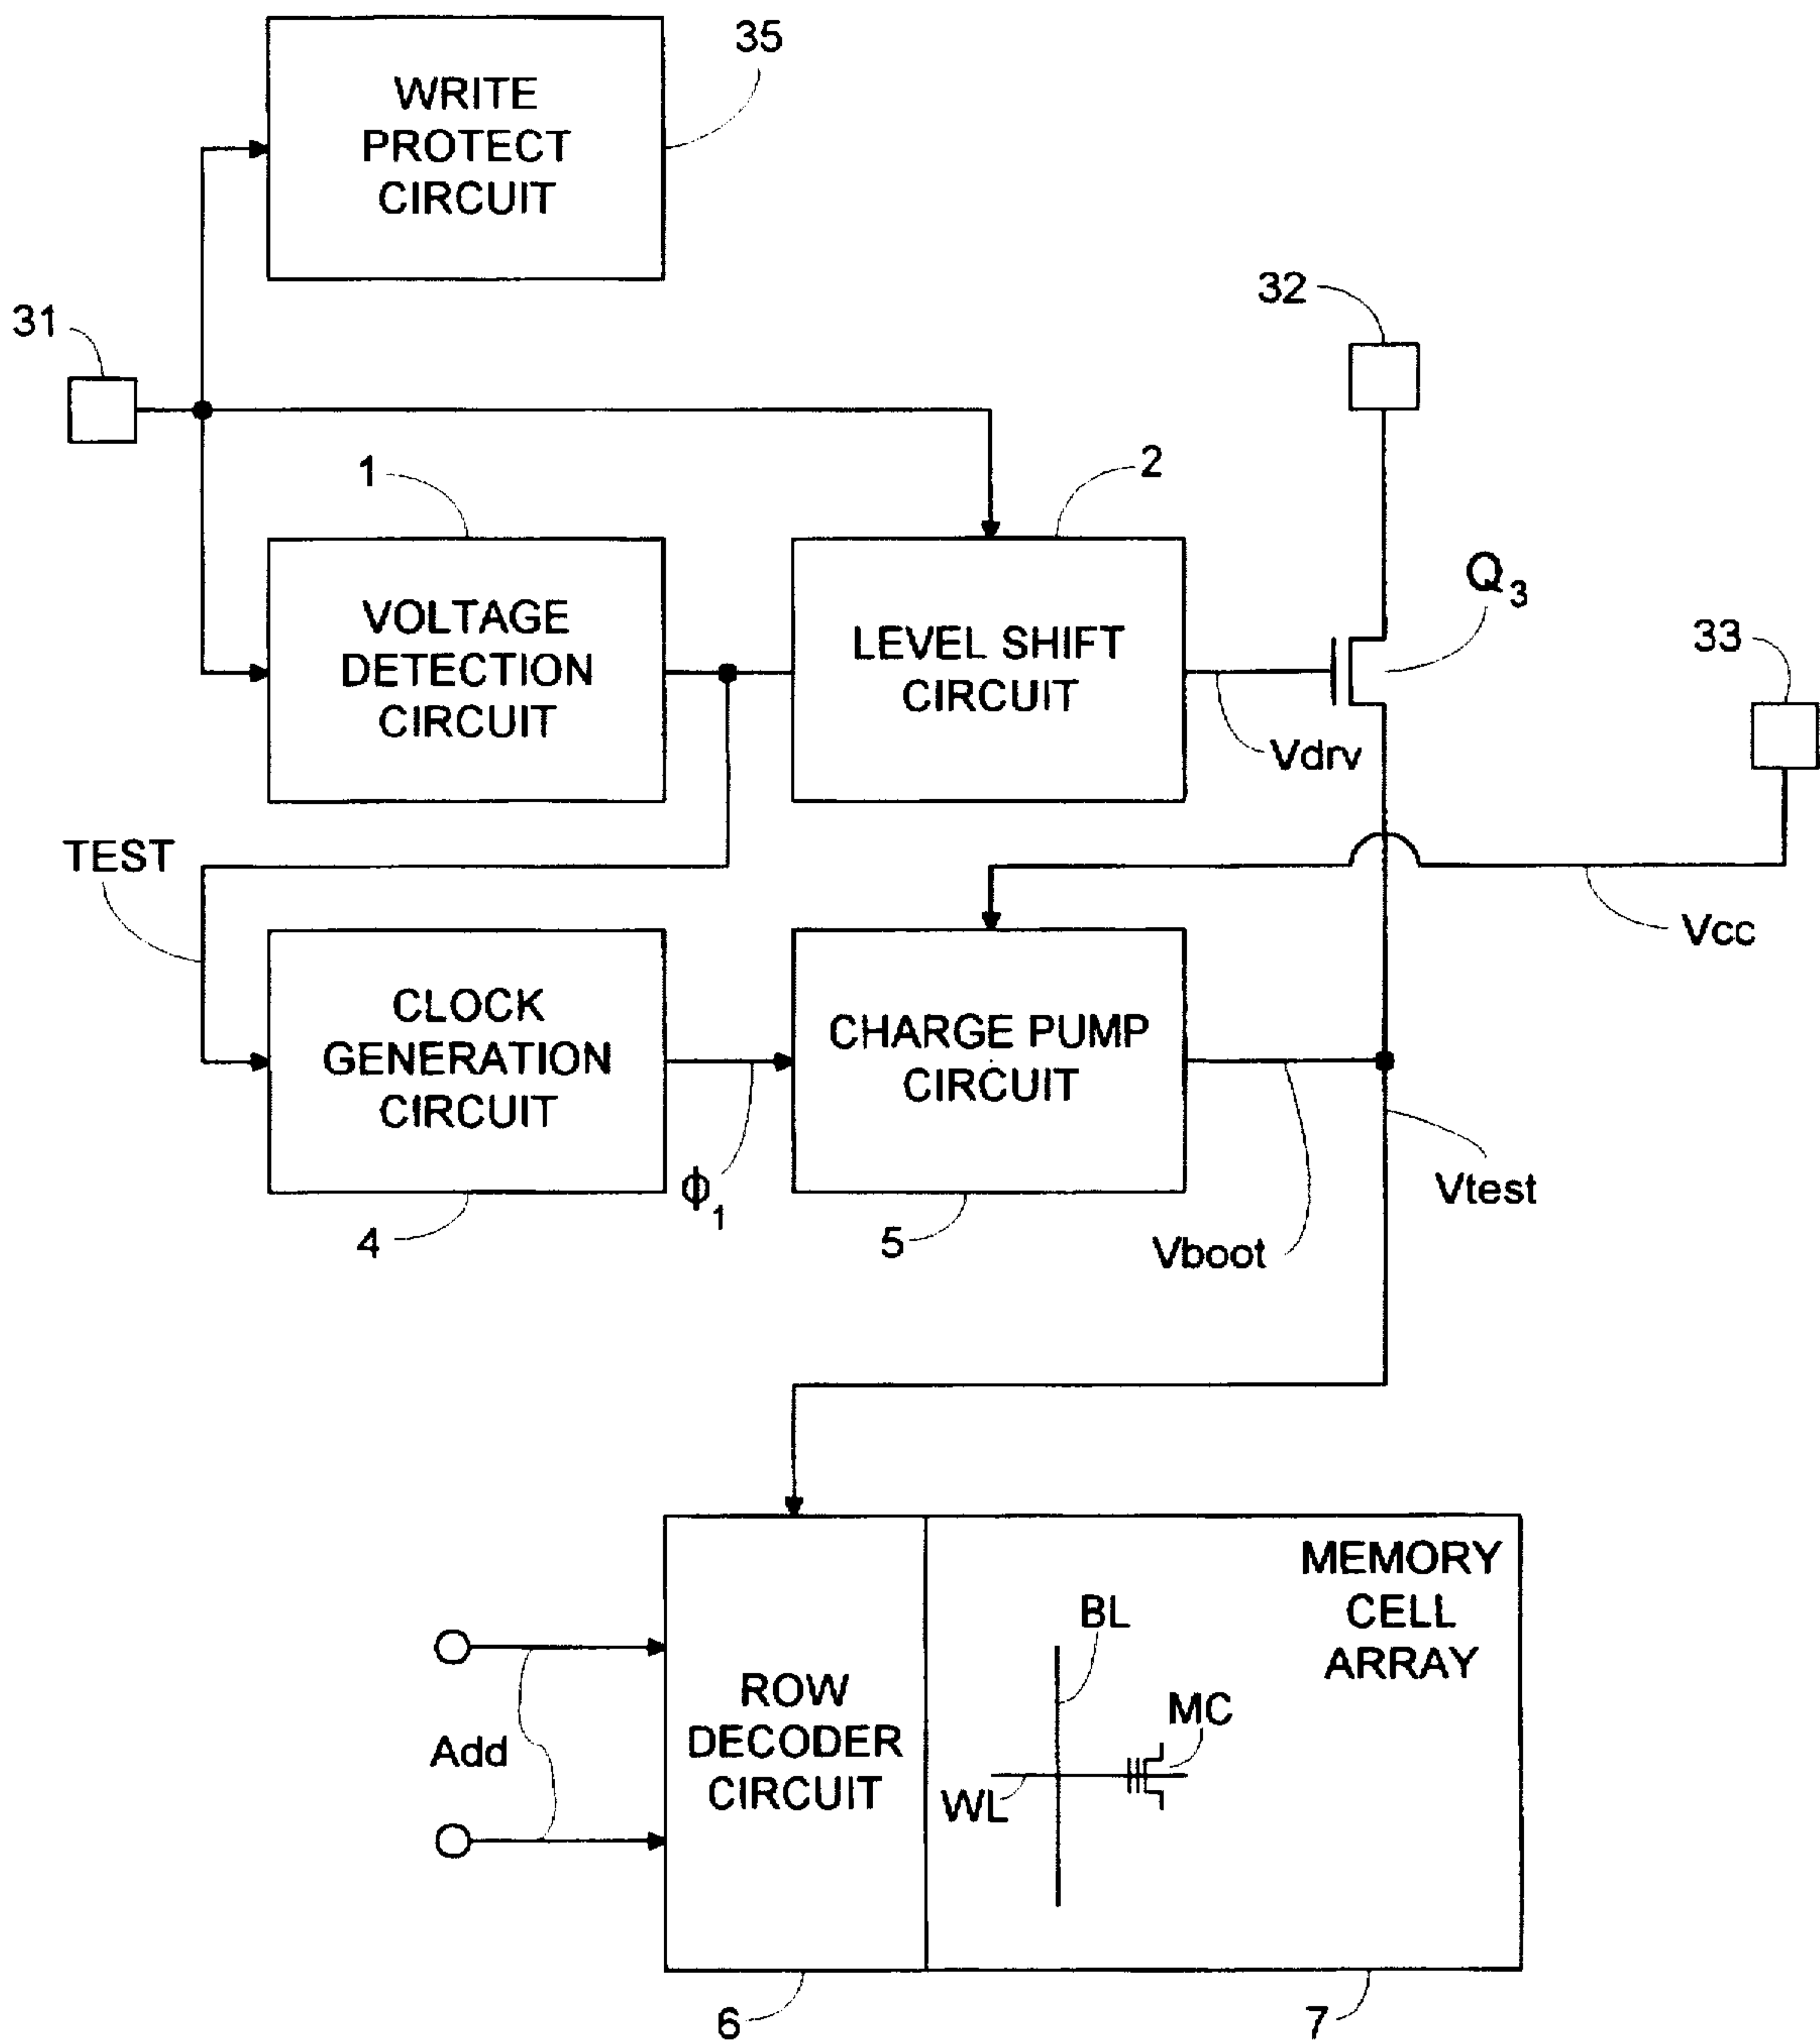 35
WRITE
PROTECT
CIRCUIT
32
31
1
2
Q3
VOLTAGE
DETECTION
CIRCUIT
LEVEL SHIFT
CIRCUIT
33
Vdrv
TEST
Vcc
CLOCK
GENERATION
CIRCUIT
CHARGE PUMP
CIRCUIT
ϕ1
Vtest
4
5
Vboot
MEMORY
CELL
ARRAY
BL
ROW
DECODER
CIRCUIT
MC
Add
WL
6
7